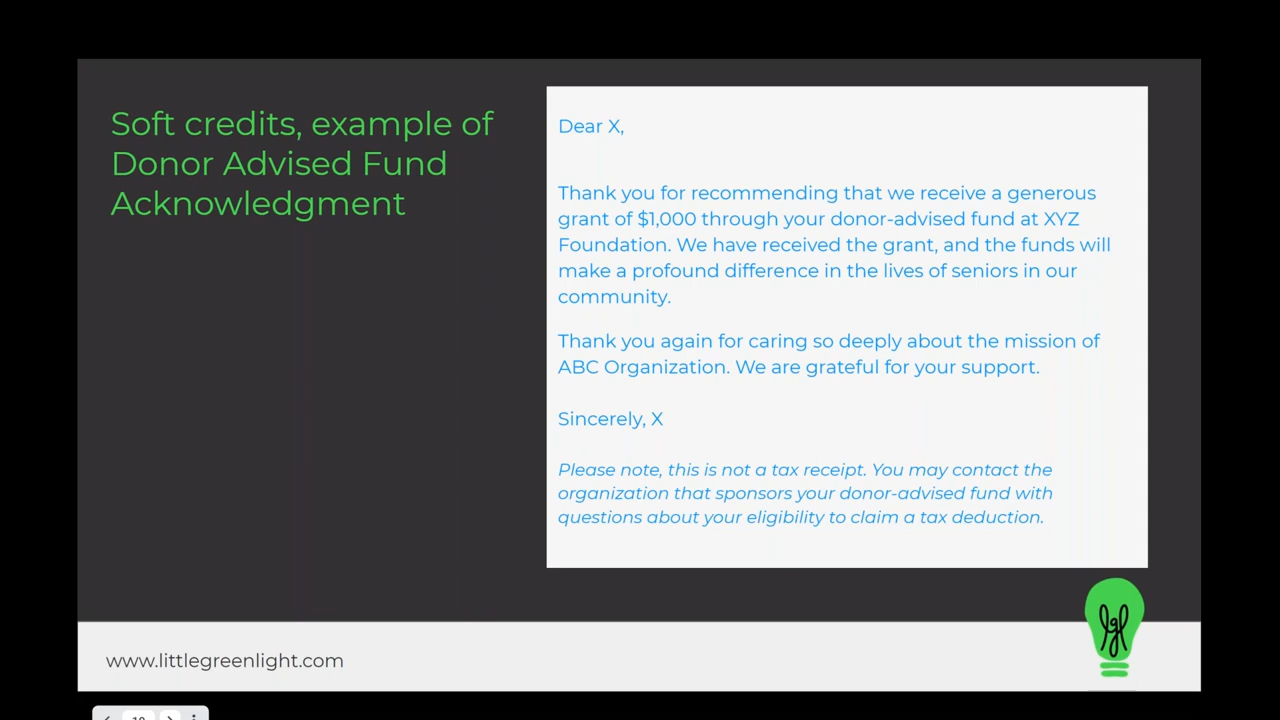 Soft credits, example of
Donor Advised Fund
Acknowledgment
Dear X,
Thank you for recommending that we receive a generous
grant of $1,000 through your donor-advised fund at XYZ
Foundation. We have received the grant, and the funds will
make a profound difference in the lives of seniors in our
community.
Thank you again for caring so deeply about the mission of
ABC Organization. We are grateful for your support.
Sincerely, X
Please note, this is not a tax receipt. You may contact the
organization that sponsors your donor-advised fund with
questions about your eligibility to claim a tax deduction.
lgl
www.littlegreenlight.com